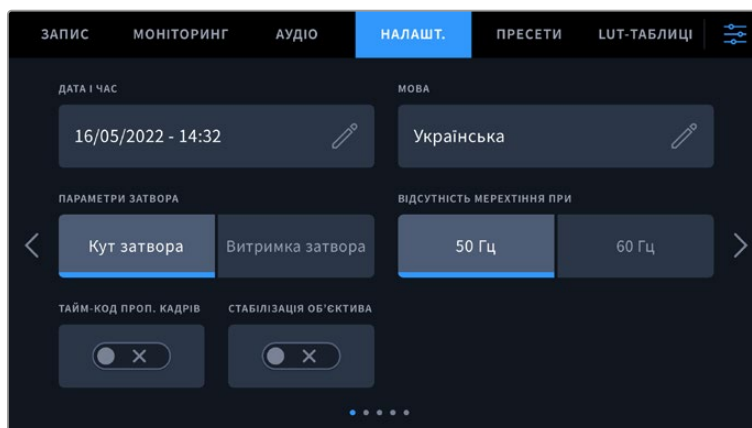 ЗАПИС МОНІТОРИНГ АУДІО НАЛАШТ. ПРЕСЕТИ LUT-ТАБЛИЦІ
ДАТА І ЧАС МОВА
16/05/2022 - 14:32 Українська
ПАРАМЕТРИ ЗАТВОРА ВІДСУТНІСТЬ МЕРЕХТІННЯ ПРИ
Кут затвора Витримка затвора 50 Гц 60 Гц
ТАЙМ-КОД ПРОП. КАДРІВ СТАБІЛІЗАЦІЯ ОБ'ЄКТИВА